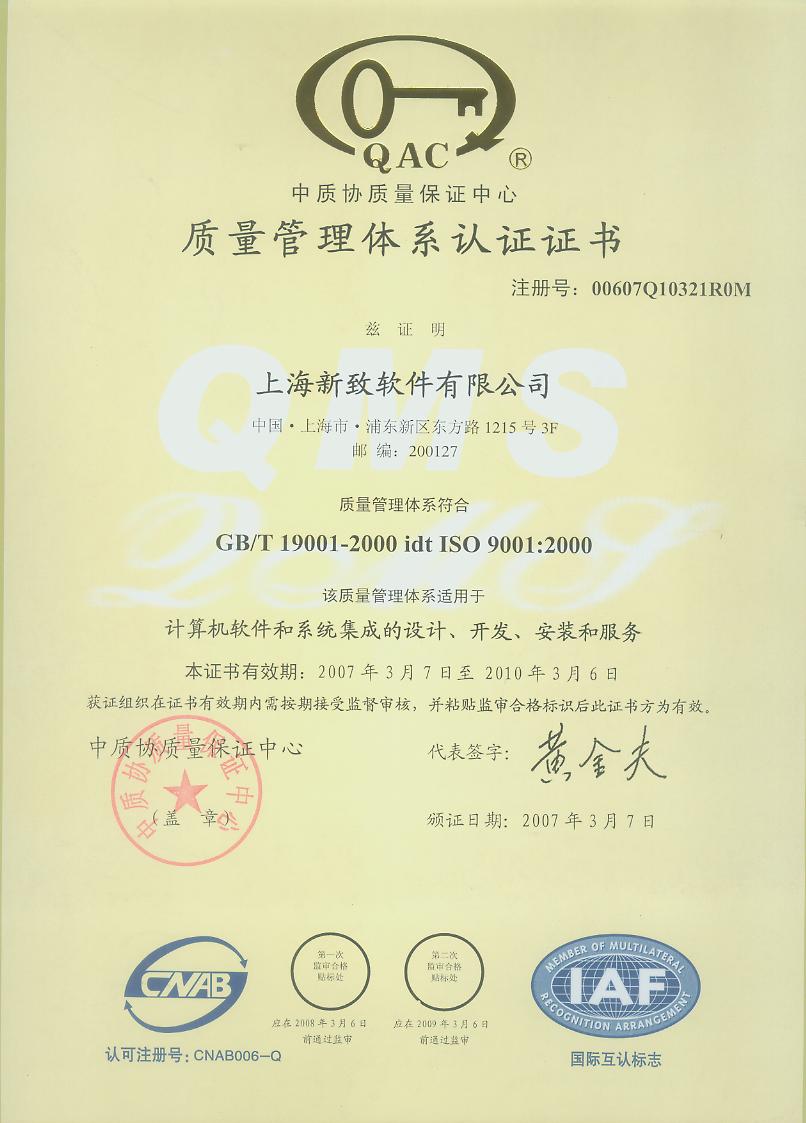 QAC ®
中质协质量保证中心
质量管理体系认证证书
注册号：00607Q10321R0M
兹 证 明
QMS
上海新致软件有限公司
中国·上海市·浦东新区东方路 1215 号 3F
邮 编：200127
质量管理体系符合
GB/T 19001-2000 idt ISO 9001:2000
QMS
该质量管理体系适用于
计算机软件和系统集成的设计、开发、安装和服务
本证书有效期：2007 年 3 月 7 日至 2010 年 3 月 6 日
获证组织在证书有效期内需按期接受监督审核，并粘贴监审合格标识后此证书方为有效。
中质协质量保证中心
代表签字：黄金夫
中质协质量保证中心
（盖 章）
颁证日期：2007 年 3 月 7 日
CNAB
第一次
监审合格
贴标处
第二次
监审合格
贴标处
MEMBER OF MULTILATERAL
IAF
RECOGNITION ARRANGEMENT
应在 2008 年 3 月 6 日
前通过监审
应在 2009 年 3 月 6 日
前通过监审
认可注册号：CNAB006-Q
国际互认标志